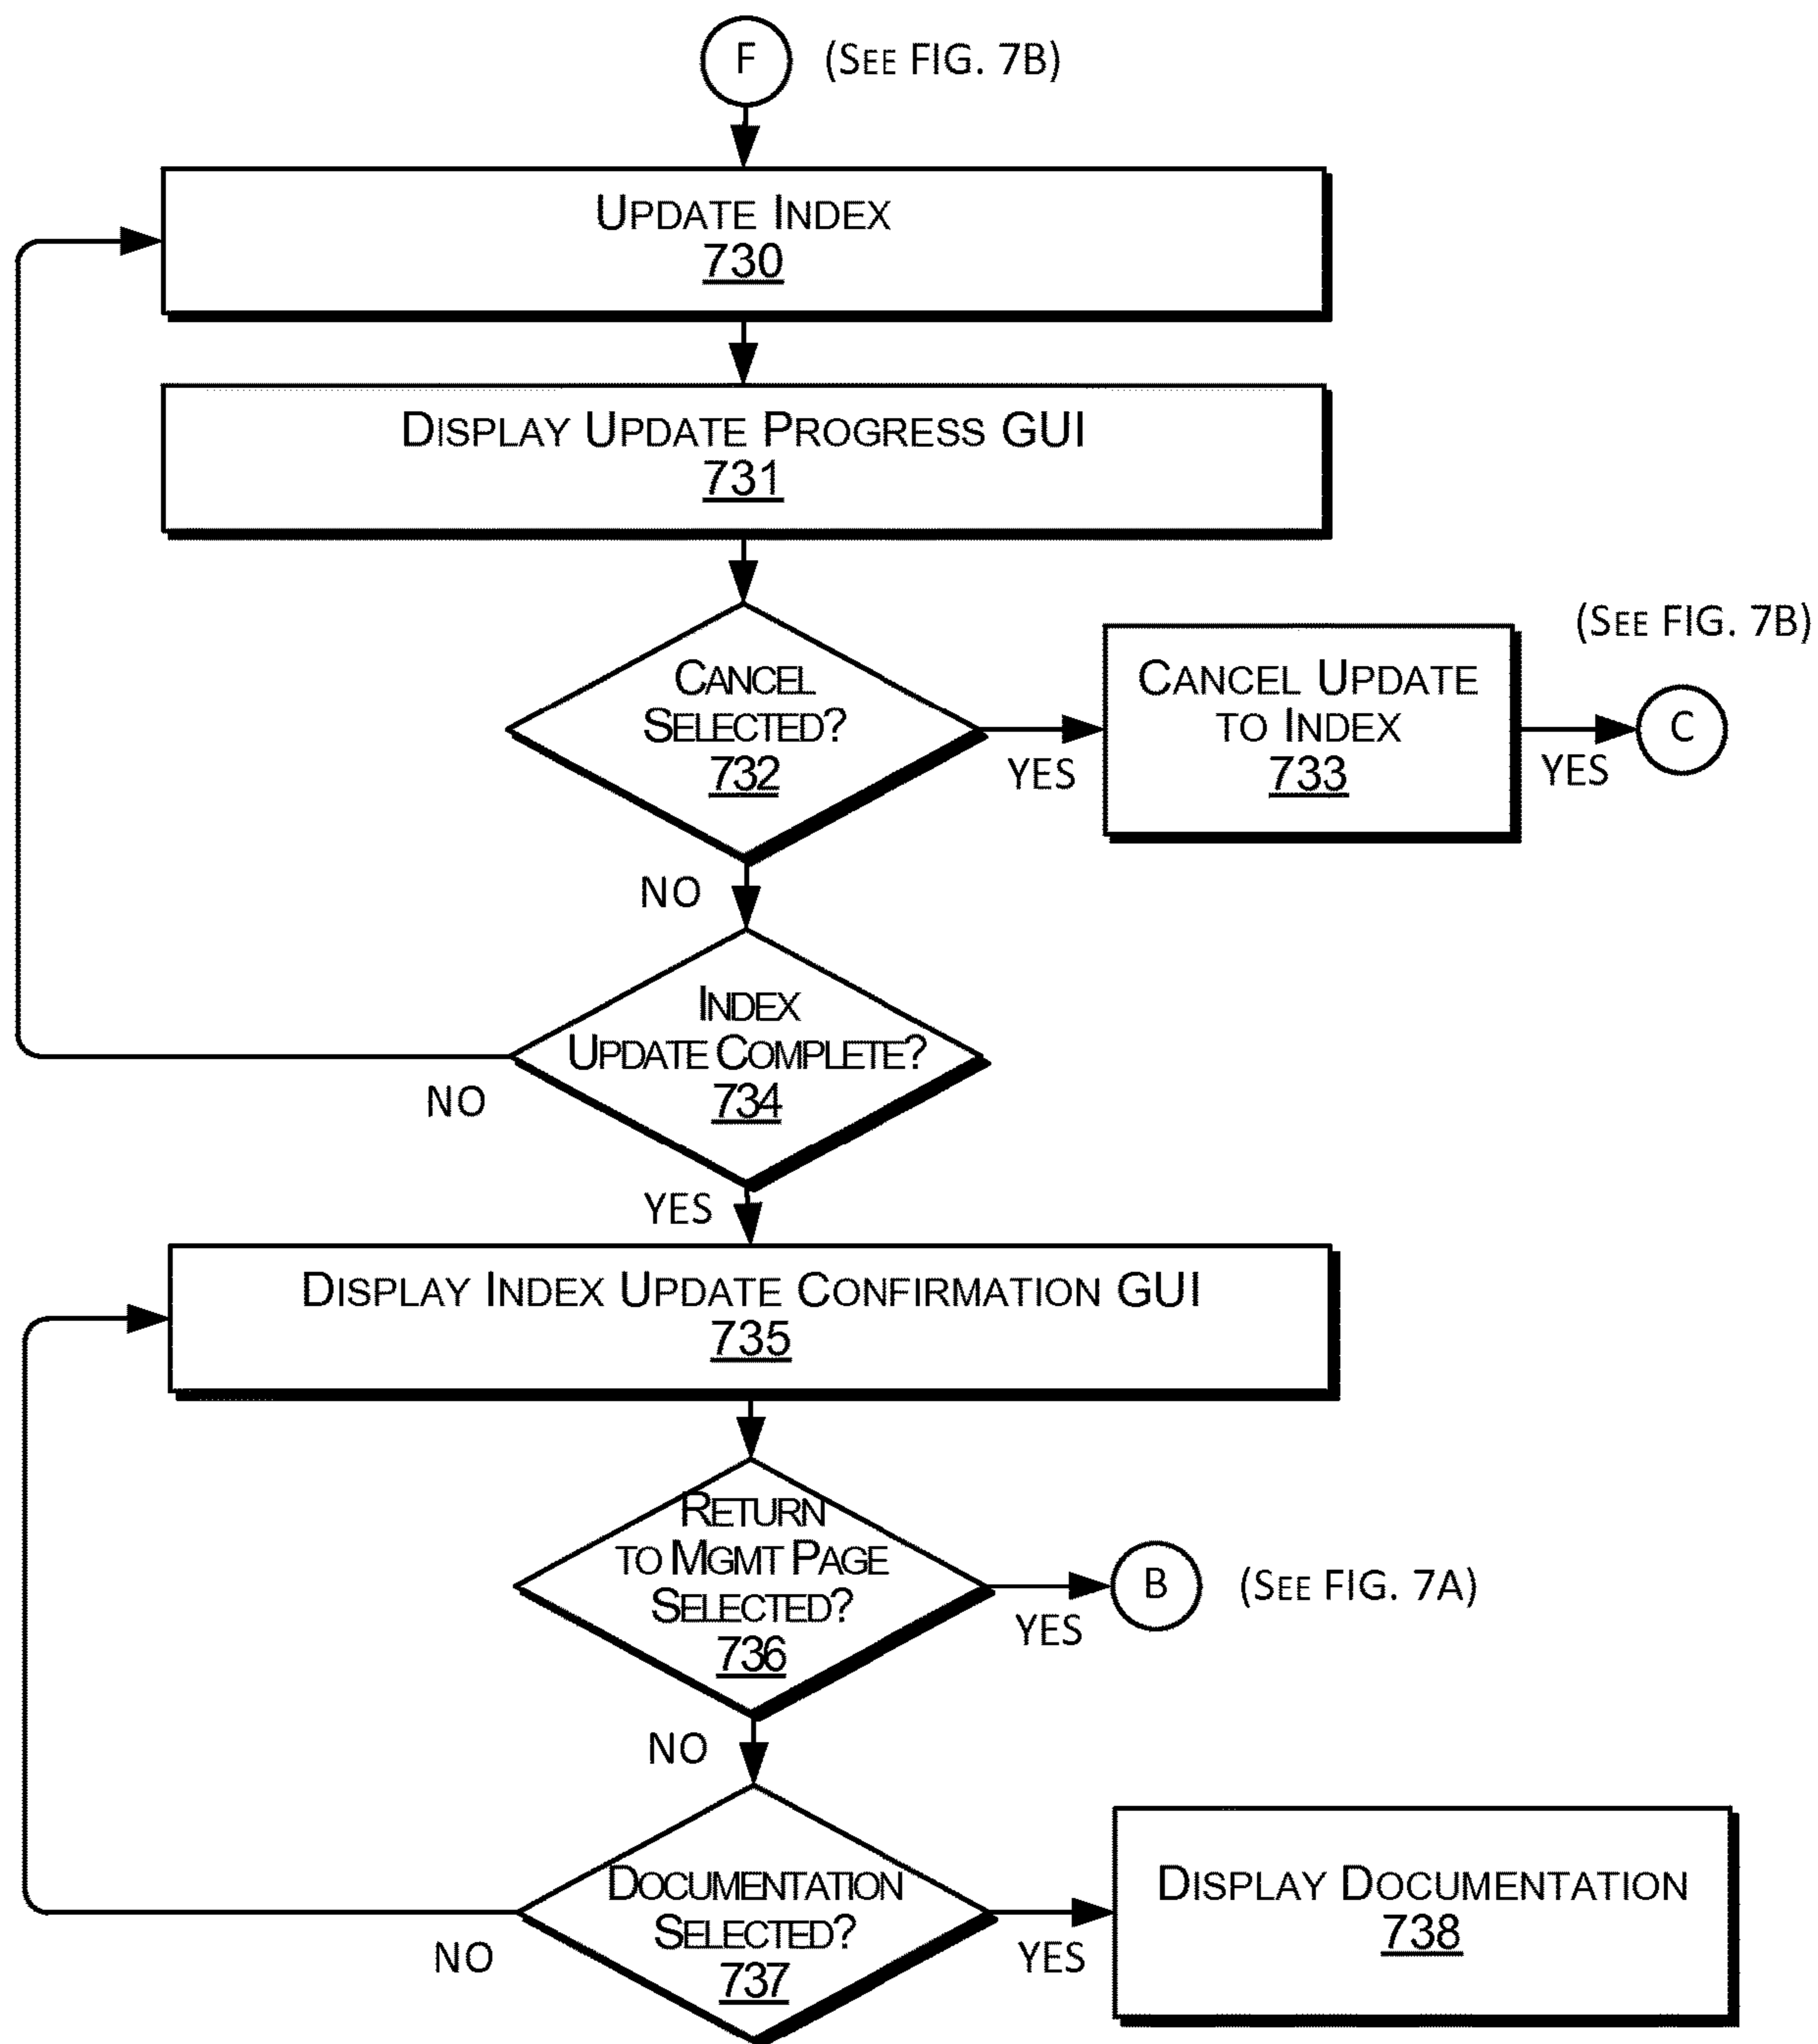 F (SEE FIG. 7B)
UPDATE INDEX
730
DISPLAY UPDATE PROGRESS GUI
731
(SEE FIG. 7B)
CANCEL
SELECTED?
732
YES
CANCEL UPDATE
TO INDEX
733
YES
C
NO
INDEX
UPDATE COMPLETE?
734
NO
YES
DISPLAY INDEX UPDATE CONFIRMATION GUI
735
RETURN
TO MGMT PAGE
SELECTED?
736
YES
B (SEE FIG. 7A)
NO
DOCUMENTATION
SELECTED?
737
NO
YES
DISPLAY DOCUMENTATION
738